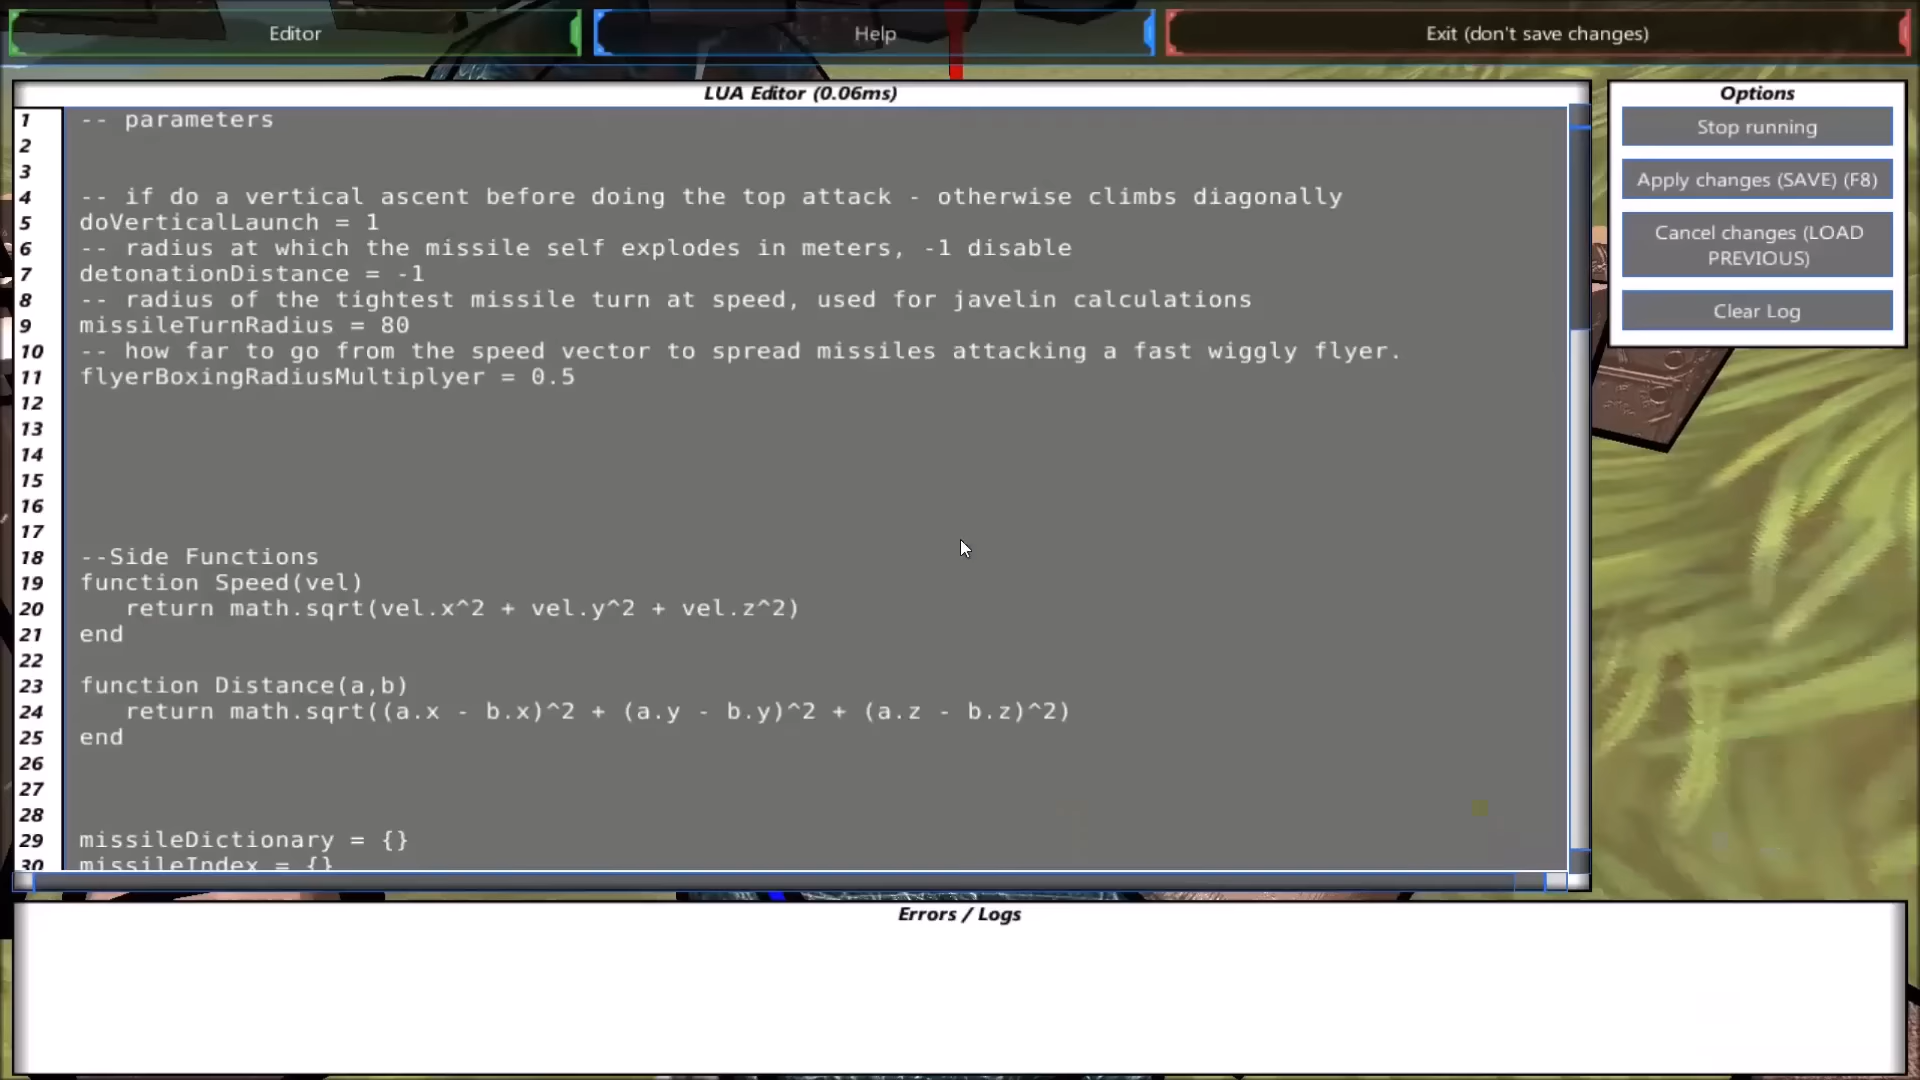 Editor
Help
Exit (don't save changes)
LUA Editor (0.06ms)
1 -- parameters
2
3
4 -- if do a vertical ascent before doing the top attack - otherwise climbs diagonally
5 doVerticalLaunch = 1
6 -- radius at which the missile self explodes in meters, -1 disable
7 detonationDistance = -1
8 -- radius of the tightest missile turn at speed, used for javelin calculations
9 missileTurnRadius = 80
10 -- how far to go from the speed vector to spread missiles attacking a fast wiggly flyer.
11 flyerBoxingRadiusMultiplyer = 0.5
12
13
14
15
16
17
18 --Side Functions
19 function Speed(vel)
20 return math.sqrt(vel.x^2 + vel.y^2 + vel.z^2)
21 end
22
23 function Distance(a,b)
24 return math.sqrt((a.x - b.x)^2 + (a.y - b.y)^2 + (a.z - b.z)^2)
25 end
26
27
28
29 missileDictionary = {}
30 missileIndex = {}
Options
Stop running
Apply changes (SAVE) (F8)
Cancel changes (LOAD
PREVIOUS)
Clear Log
Errors / Logs